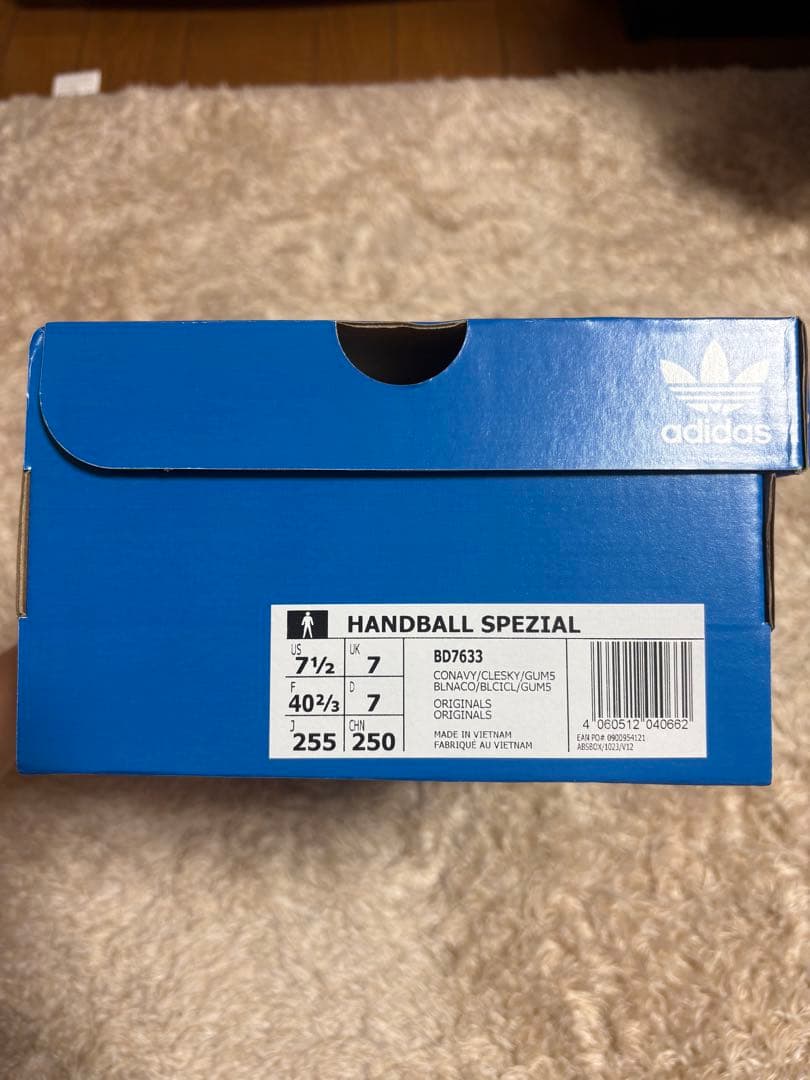 adidas
HANDBALL SPEZIAL
US 7½ UK 7
F 40⅔ D 7
J 255 CHN 250
BD7633
CONAVY/CLESKY/GUM5
BLNACO/BLCICL/GUM5
ORIGINALS
ORIGINALS
MADE IN VIETNAM
FABRIQUÉ AU VIETNAM
4 060512 040662
EAN PO# 0900954121
ABSBOX/1023/V12